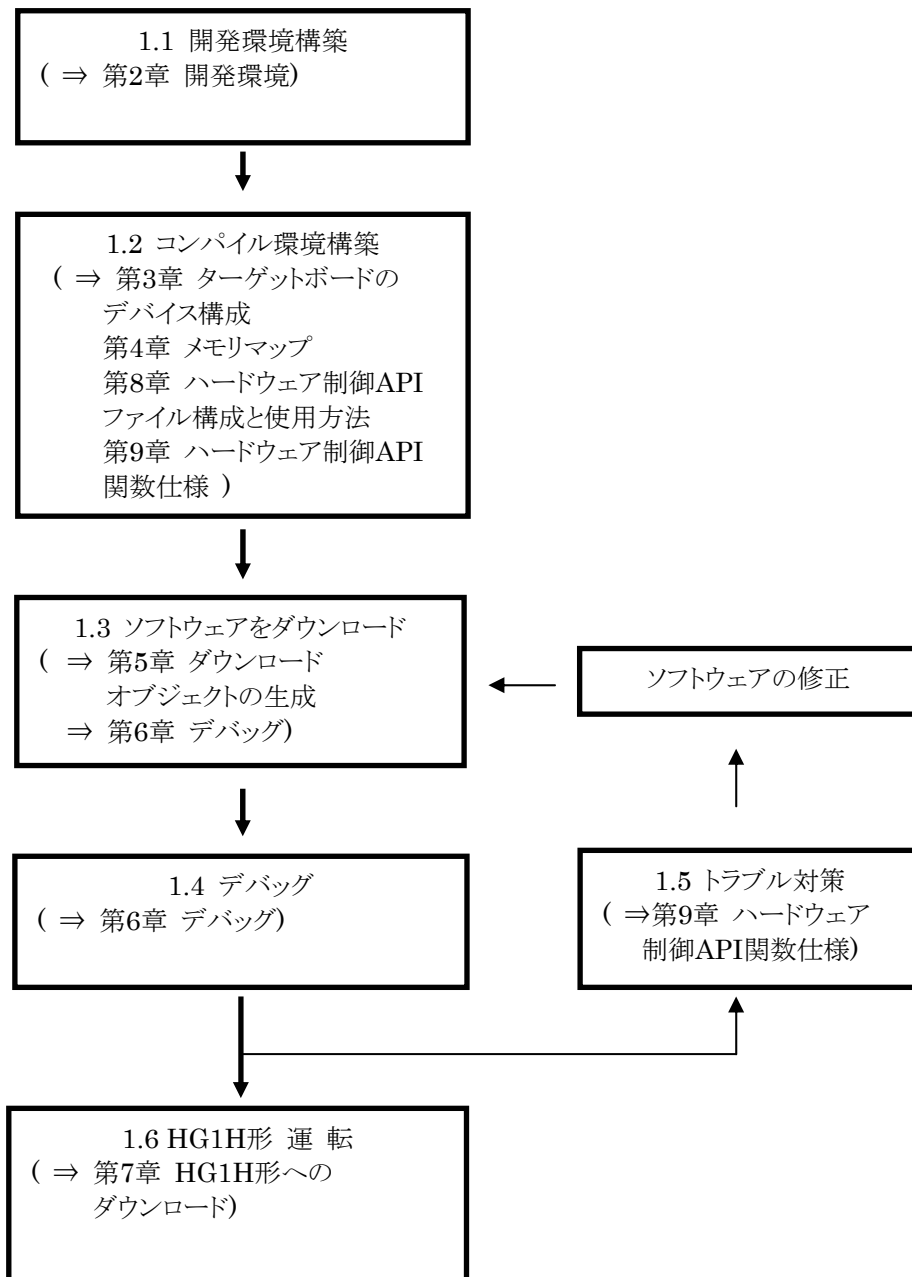 1.1 開発環境構築
( ⇒ 第2章 開発環境)
1.2 コンパイル環境構築
( ⇒ 第3章 ターゲットボードの
デバイス構成
第4章 メモリマップ
第8章 ハードウェア制御API
ファイル構成と使用方法
第9章 ハードウェア制御API
関数仕様 )
1.3 ソフトウェアをダウンロード
( ⇒ 第5章 ダウンロード
オブジェクトの生成
⇒ 第6章 デバッグ)
ソフトウェアの修正
1.4 デバッグ
( ⇒ 第6章 デバッグ)
1.5 トラブル対策
( ⇒第9章 ハードウェア
制御API関数仕様)
1.6 HG1H形 運 転
( ⇒ 第7章 HG1H形への
ダウンロード)